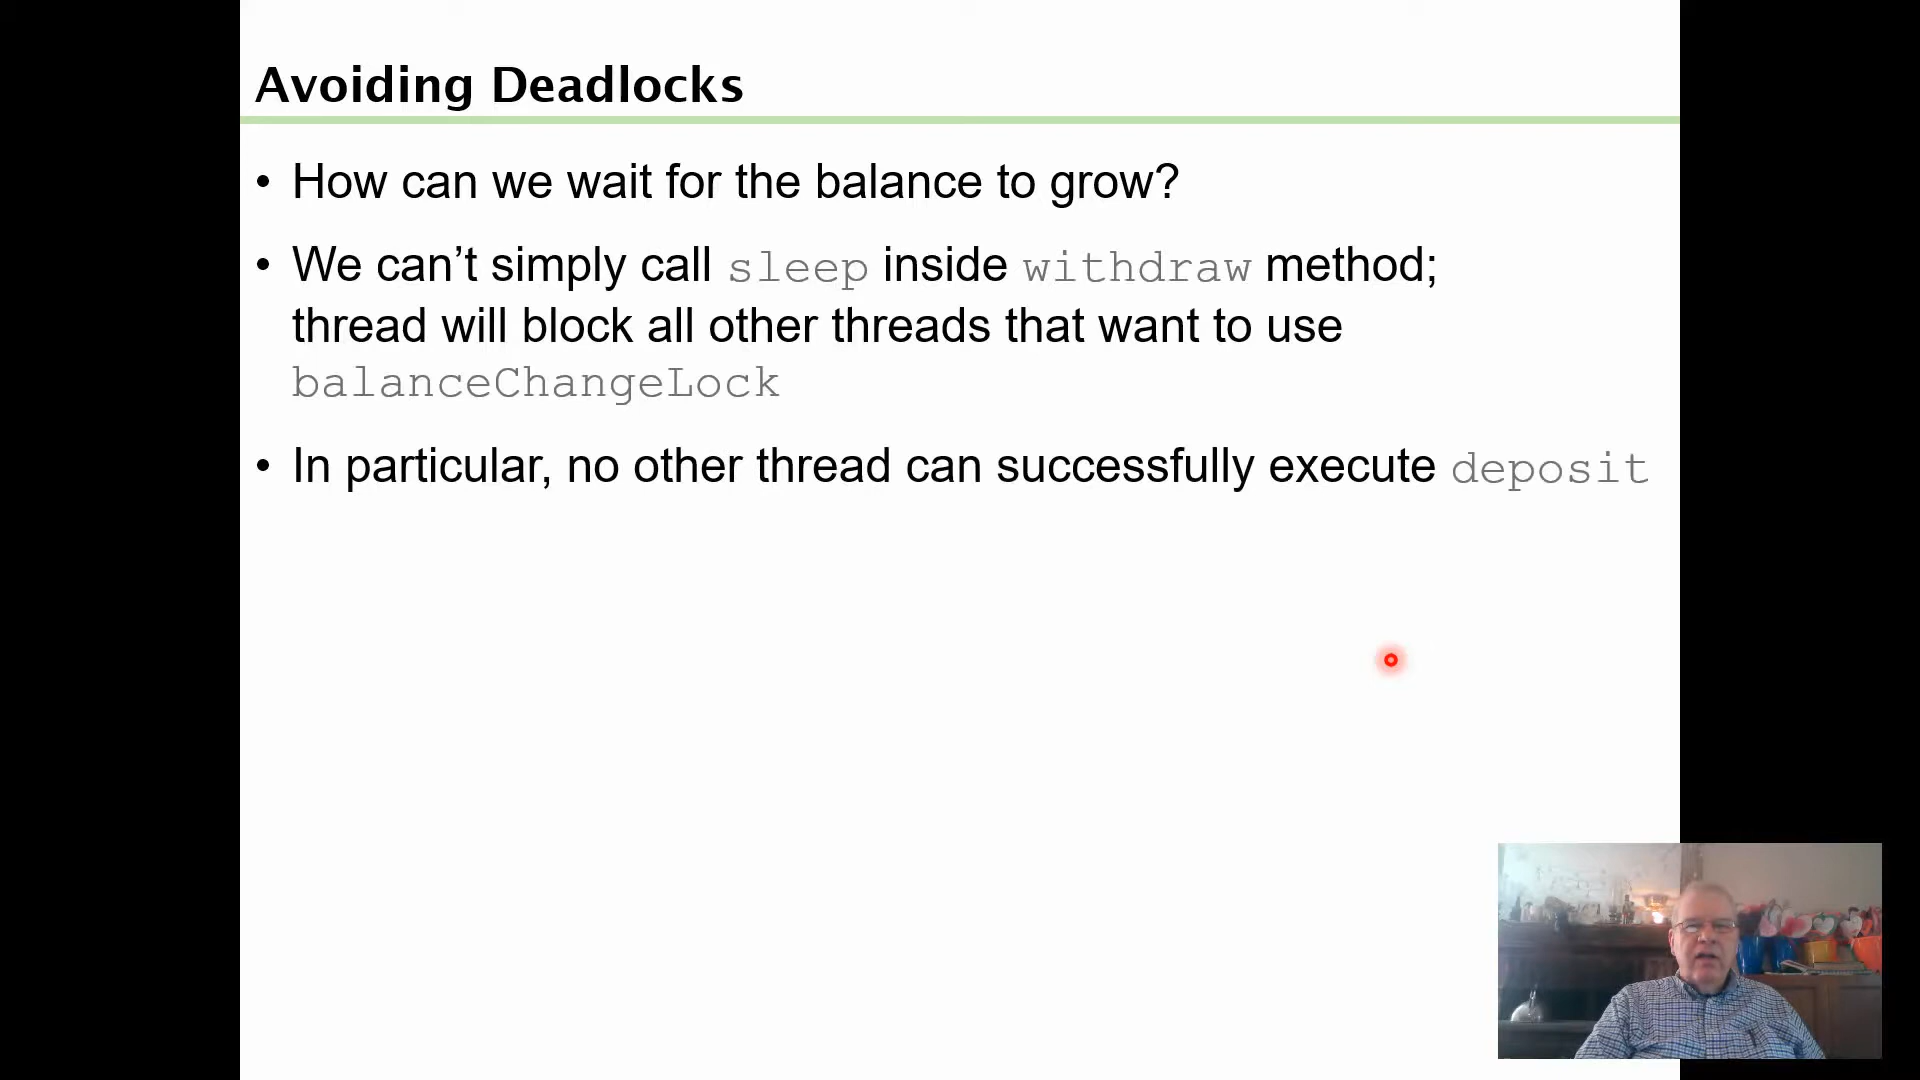 Avoiding Deadlocks
• How can we wait for the balance to grow?
• We can’t simply call sleep inside withdraw method;
thread will block all other threads that want to use
balanceChangeLock
• In particular, no other thread can successfully execute deposit